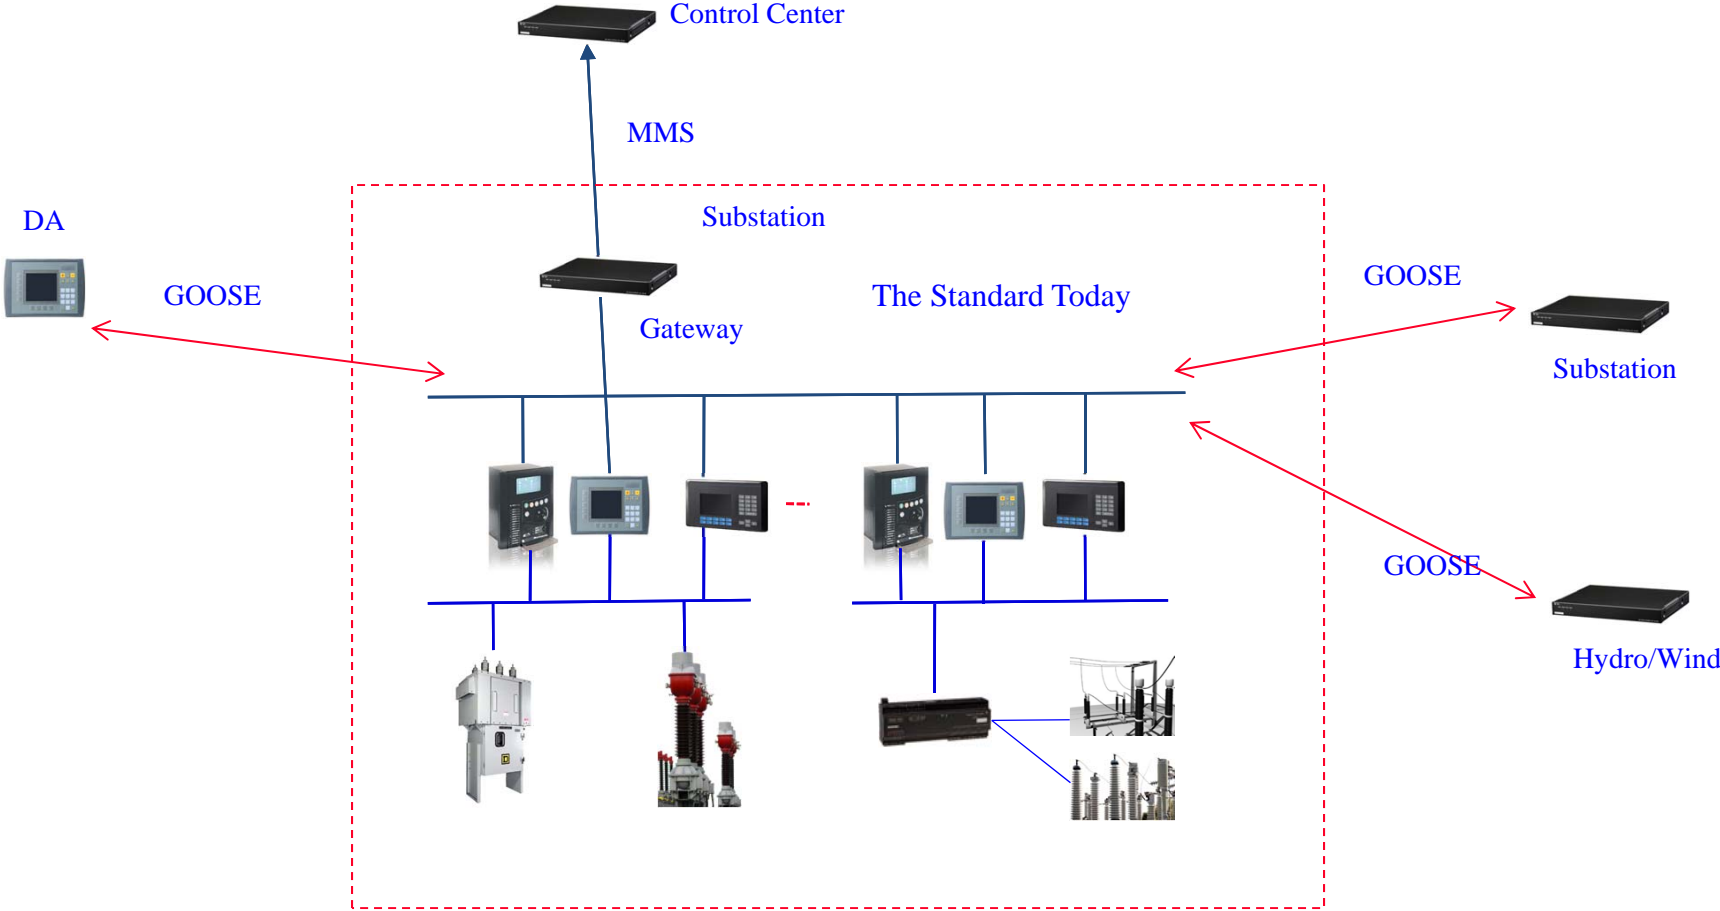 Control Center
MMS
DA
Substation
GOOSE
The Standard Today
GOOSE
Gateway
Substation
GOOSE
Hydro/Wind